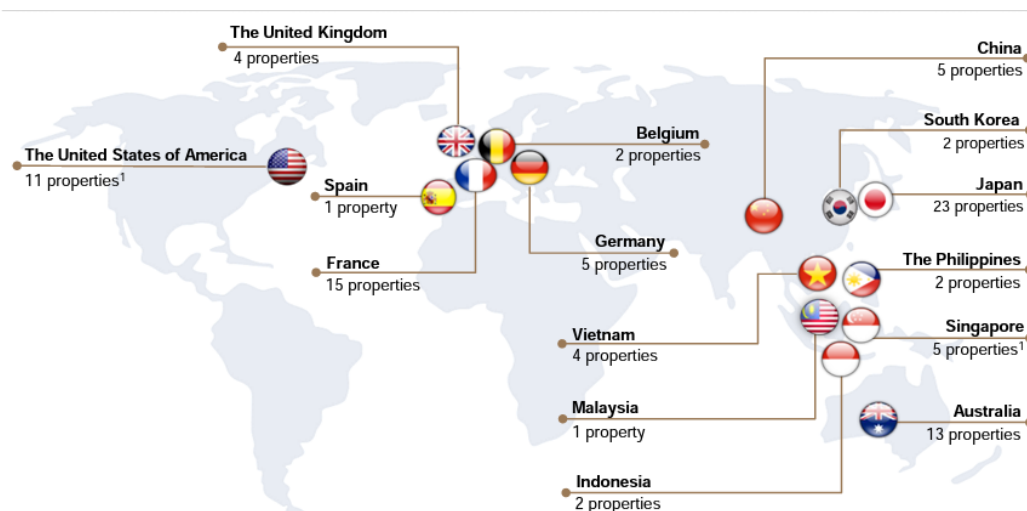 The United Kingdom
4 properties
China
5 properties
South Korea
2 properties
Belgium
2 properties
The United States of America
11 properties¹
Spain
1 property
Japan
23 properties
Germany
5 properties
France
15 properties
The Philippines
2 properties
Vietnam
4 properties
Singapore
5 properties¹
Malaysia
1 property
Australia
13 properties
Indonesia
2 properties